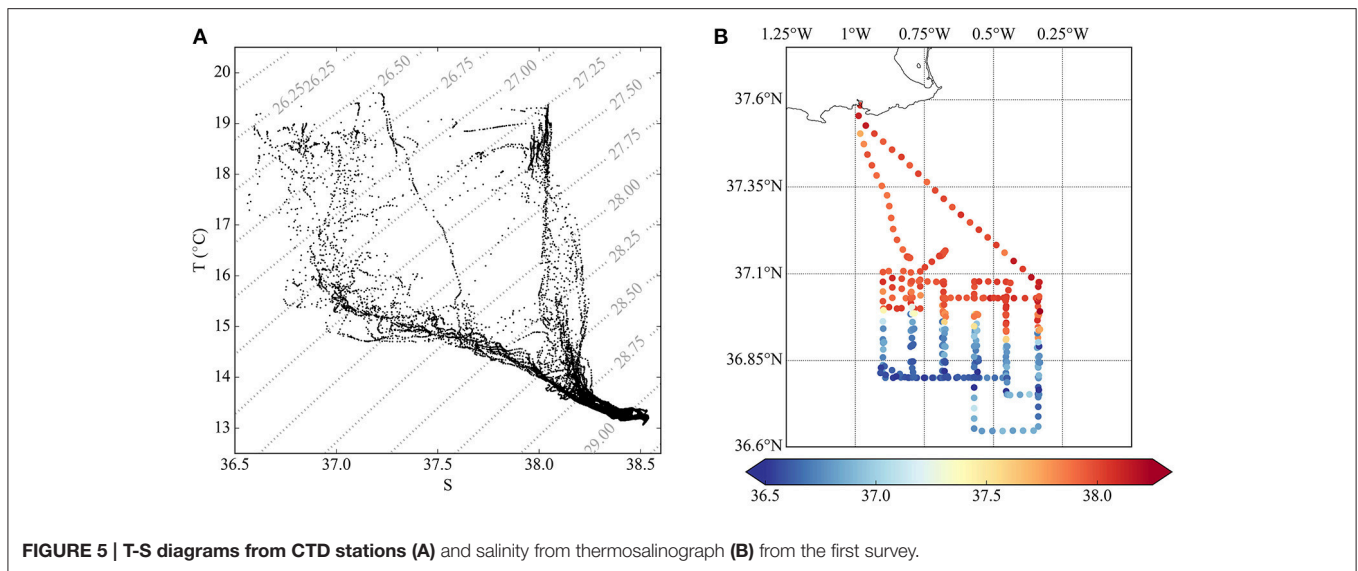 A
20
19
18
17
16
15
14
13
T (°C)
26.25
26.25
26.50
26.75
27.00
27.25
27.50
27.75
28.00
28.25
28.50
28.75
29.00
36.5 37.0 37.5 38.0 38.5
S
B
1.25°W 1°W 0.75°W 0.5°W 0.25°W
37.6°N
37.35°N
37.1°N
36.85°N
36.6°N
36.5 37.0 37.5 38.0
FIGURE 5 | T-S diagrams from CTD stations (A) and salinity from thermosalinograph (B) from the first survey.